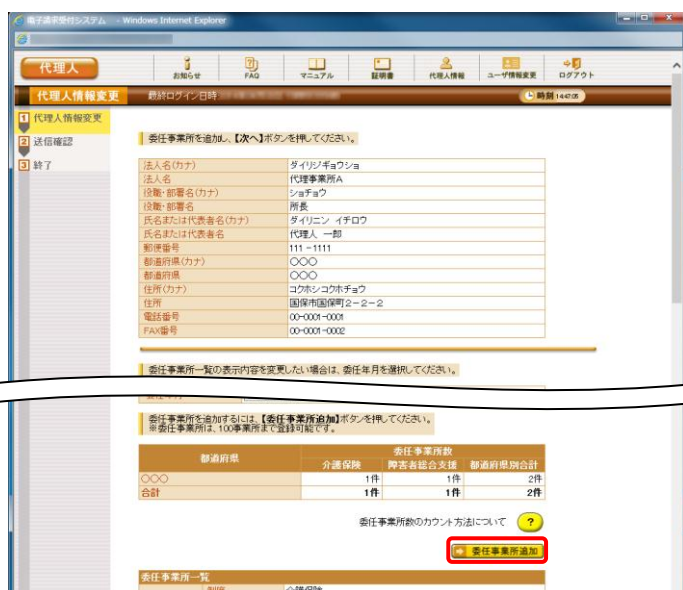 電子請求受付システム - Windows Internet Explorer
代理人
お知らせ FAQ マニュアル 証明書 代理人情報 ユーザ情報変更 ログアウト
代理人情報変更 最終ログイン日時 時刻 14:47:05
1 代理人情報変更
2 送信確認
3 終了
委任事業所を追加し、【次へ】ボタンを押してください。
法人名(カナ) ダイリジギョウショ
法人名 代理事業所A
役職・部署名(カナ) ショチョウ
役職・部署名 所長
氏名または代表者名(カナ) ダイリニン イチロウ
氏名または代表者名 代理人 一郎
郵便番号 111 -1111
都道府県(カナ) 〇〇〇
都道府県 〇〇〇
住所(カナ) コクホシコクホチョウ
住所 国保市国保町2-2-2
電話番号 00-0001-0001
FAX番号 00-0001-0002
委任事業所一覧の表示内容を変更したい場合は、委任年月を選択してください。
委任事業所を追加するには、【委任事業所追加】ボタンを押してください。
※委任事業所は、100事業所まで登録可能です。
都道府県 委任事業所数
介護保険 障害者総合支援 都道府県別合計
〇〇〇 1件 1件 2件
合計 1件 1件 2件
委任事業所数のカウント方法について ?
委任事業所追加
委任事業所一覧